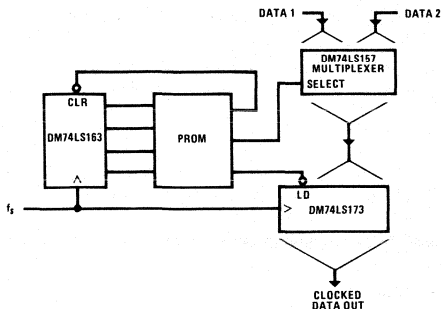 DATA 1
DATA 2
DM74LS157
MULTIPLEXER
SELECT
CLR
DM74LS163
PROM
LD
DM74LS173
fs
CLOCKED
DATA OUT